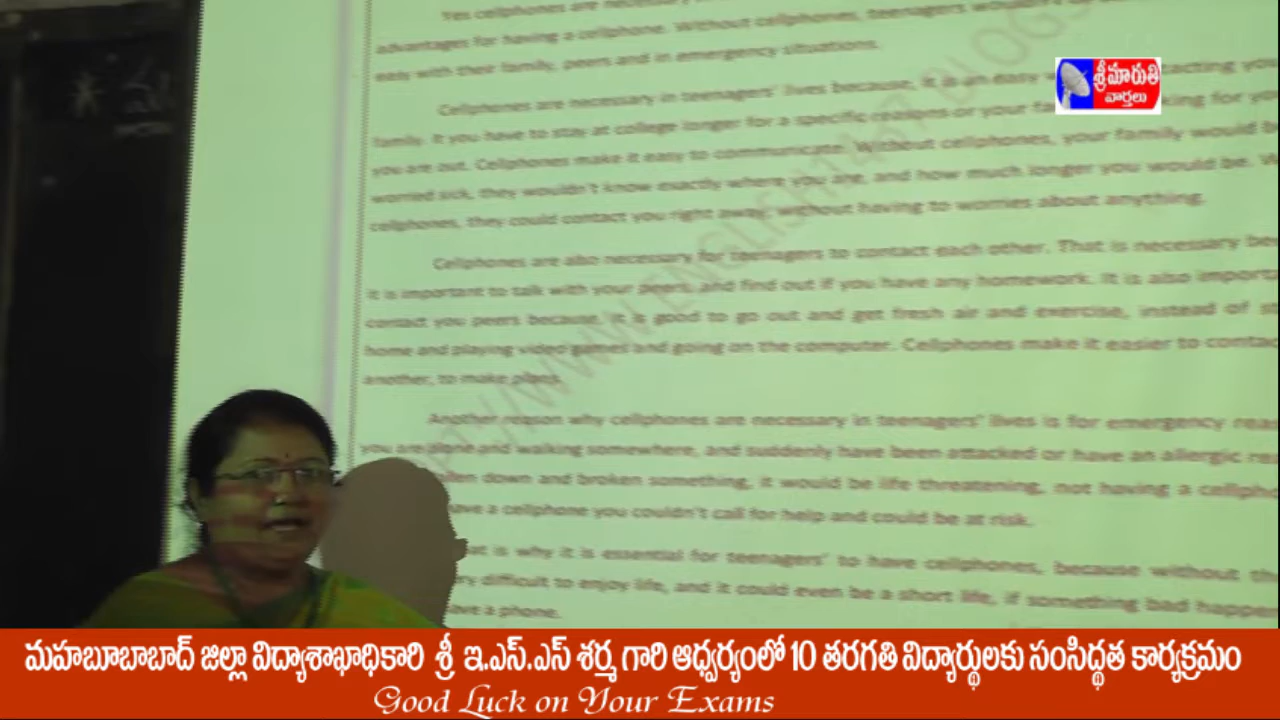 Yes cellphones are necessary
advantages for having a cellphone. Without cellphones, teenagers wouldn't
easy with their family, peers and in emergency situations.
Cellphones are necessary in teenagers' lives because, it is an easy
family. If you have to stay at college longer for a specific reasons or your
you are out. Cellphones make it easy to communicate. Without cellphones, your family would
worried sick, they wouldn't know exactly where you are, and how much longer you would be.
cellphones, they could contact you right away, without having to worries about anything.
Cellphones are also necessary for teenagers to contact each other. That is necessary
it is important to talk with your peers, and find out if you have any homework. It is also
contact you peers because, it is good to go out and get fresh air and exercise, instead of
home and playing video games and going on the computer. Cellphones make it easier to
another, to make plans.
Another reason why cellphones are necessary in teenagers' lives is for emergency
you are alone and walking somewhere, and suddenly have been attacked or have an Allergic
down and broken something, it would be life threatening, not having a
have a cellphone you couldn't call for help and could be at risk.
is why it is essential for teenagers' to have cellphones, because without
difficult to enjoy life, and it could even be a short life, if something bad
have a phone.
శ్రీమారుతి
వార్తలు
మహబూబాబాద్ జిల్లా విద్యాశాఖాధికారి శ్రీ ఇ.ఎస్.ఎస్ శర్మ గారి ఆధ్వర్యంలో 10 తరగతి విద్యార్థులకు సంసిద్ధత కార్యక్రమం
Good Luck on Your Exams